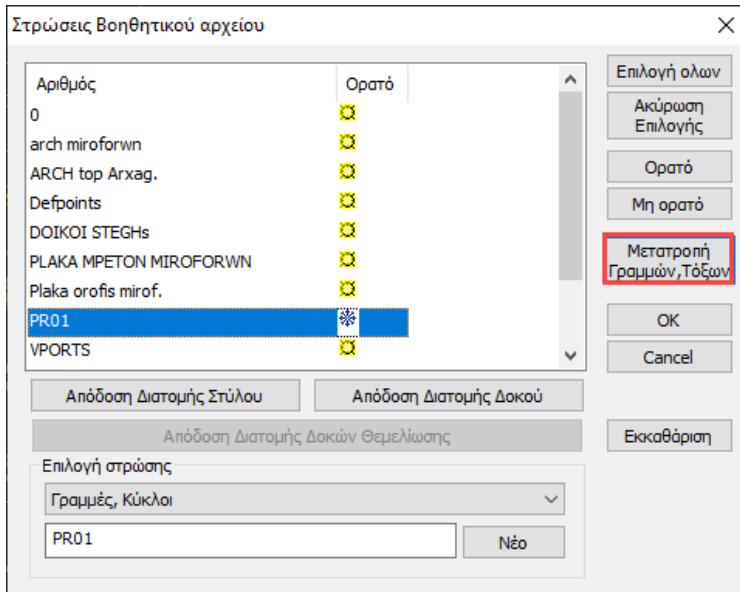 Στρώσεις Βοηθητικού αρχείου
Αριθμός Ορατό
0
arch miroforwn
ARCH top Arxag.
Defpoints
DOIKOI STEGHs
PLAKA MPETON MIROFORWN
Plaka orofis mirof.
PR01
VPORTS
Επιλογή ολων
Ακύρωση
Επιλογής
Ορατό
Μη ορατό
Μετατροπή
Γραμμών,Τόξων
OK
Cancel
Απόδοση Διατομής Στύλου Απόδοση Διατομής Δοκού
Απόδοση Διατομής Δοκών Θεμελίωσης Εκκαθάριση
Επιλογή στρώσης
Γραμμές, Κύκλοι
PR01 Νέο